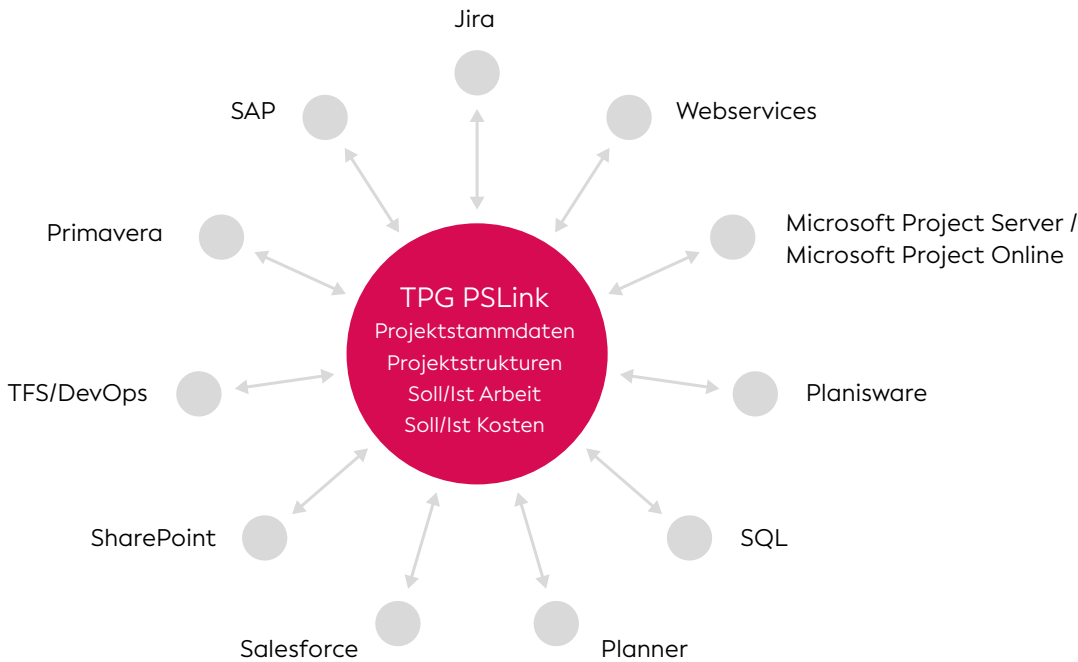 Jira
SAP
Webservices
Primavera
Microsoft Project Server /
Microsoft Project Online
TPG PSLink
Projektstammdaten
Projektstrukturen
Soll/Ist Arbeit
Soll/Ist Kosten
TFS/DevOps
Planisware
SharePoint
SQL
Salesforce
Planner